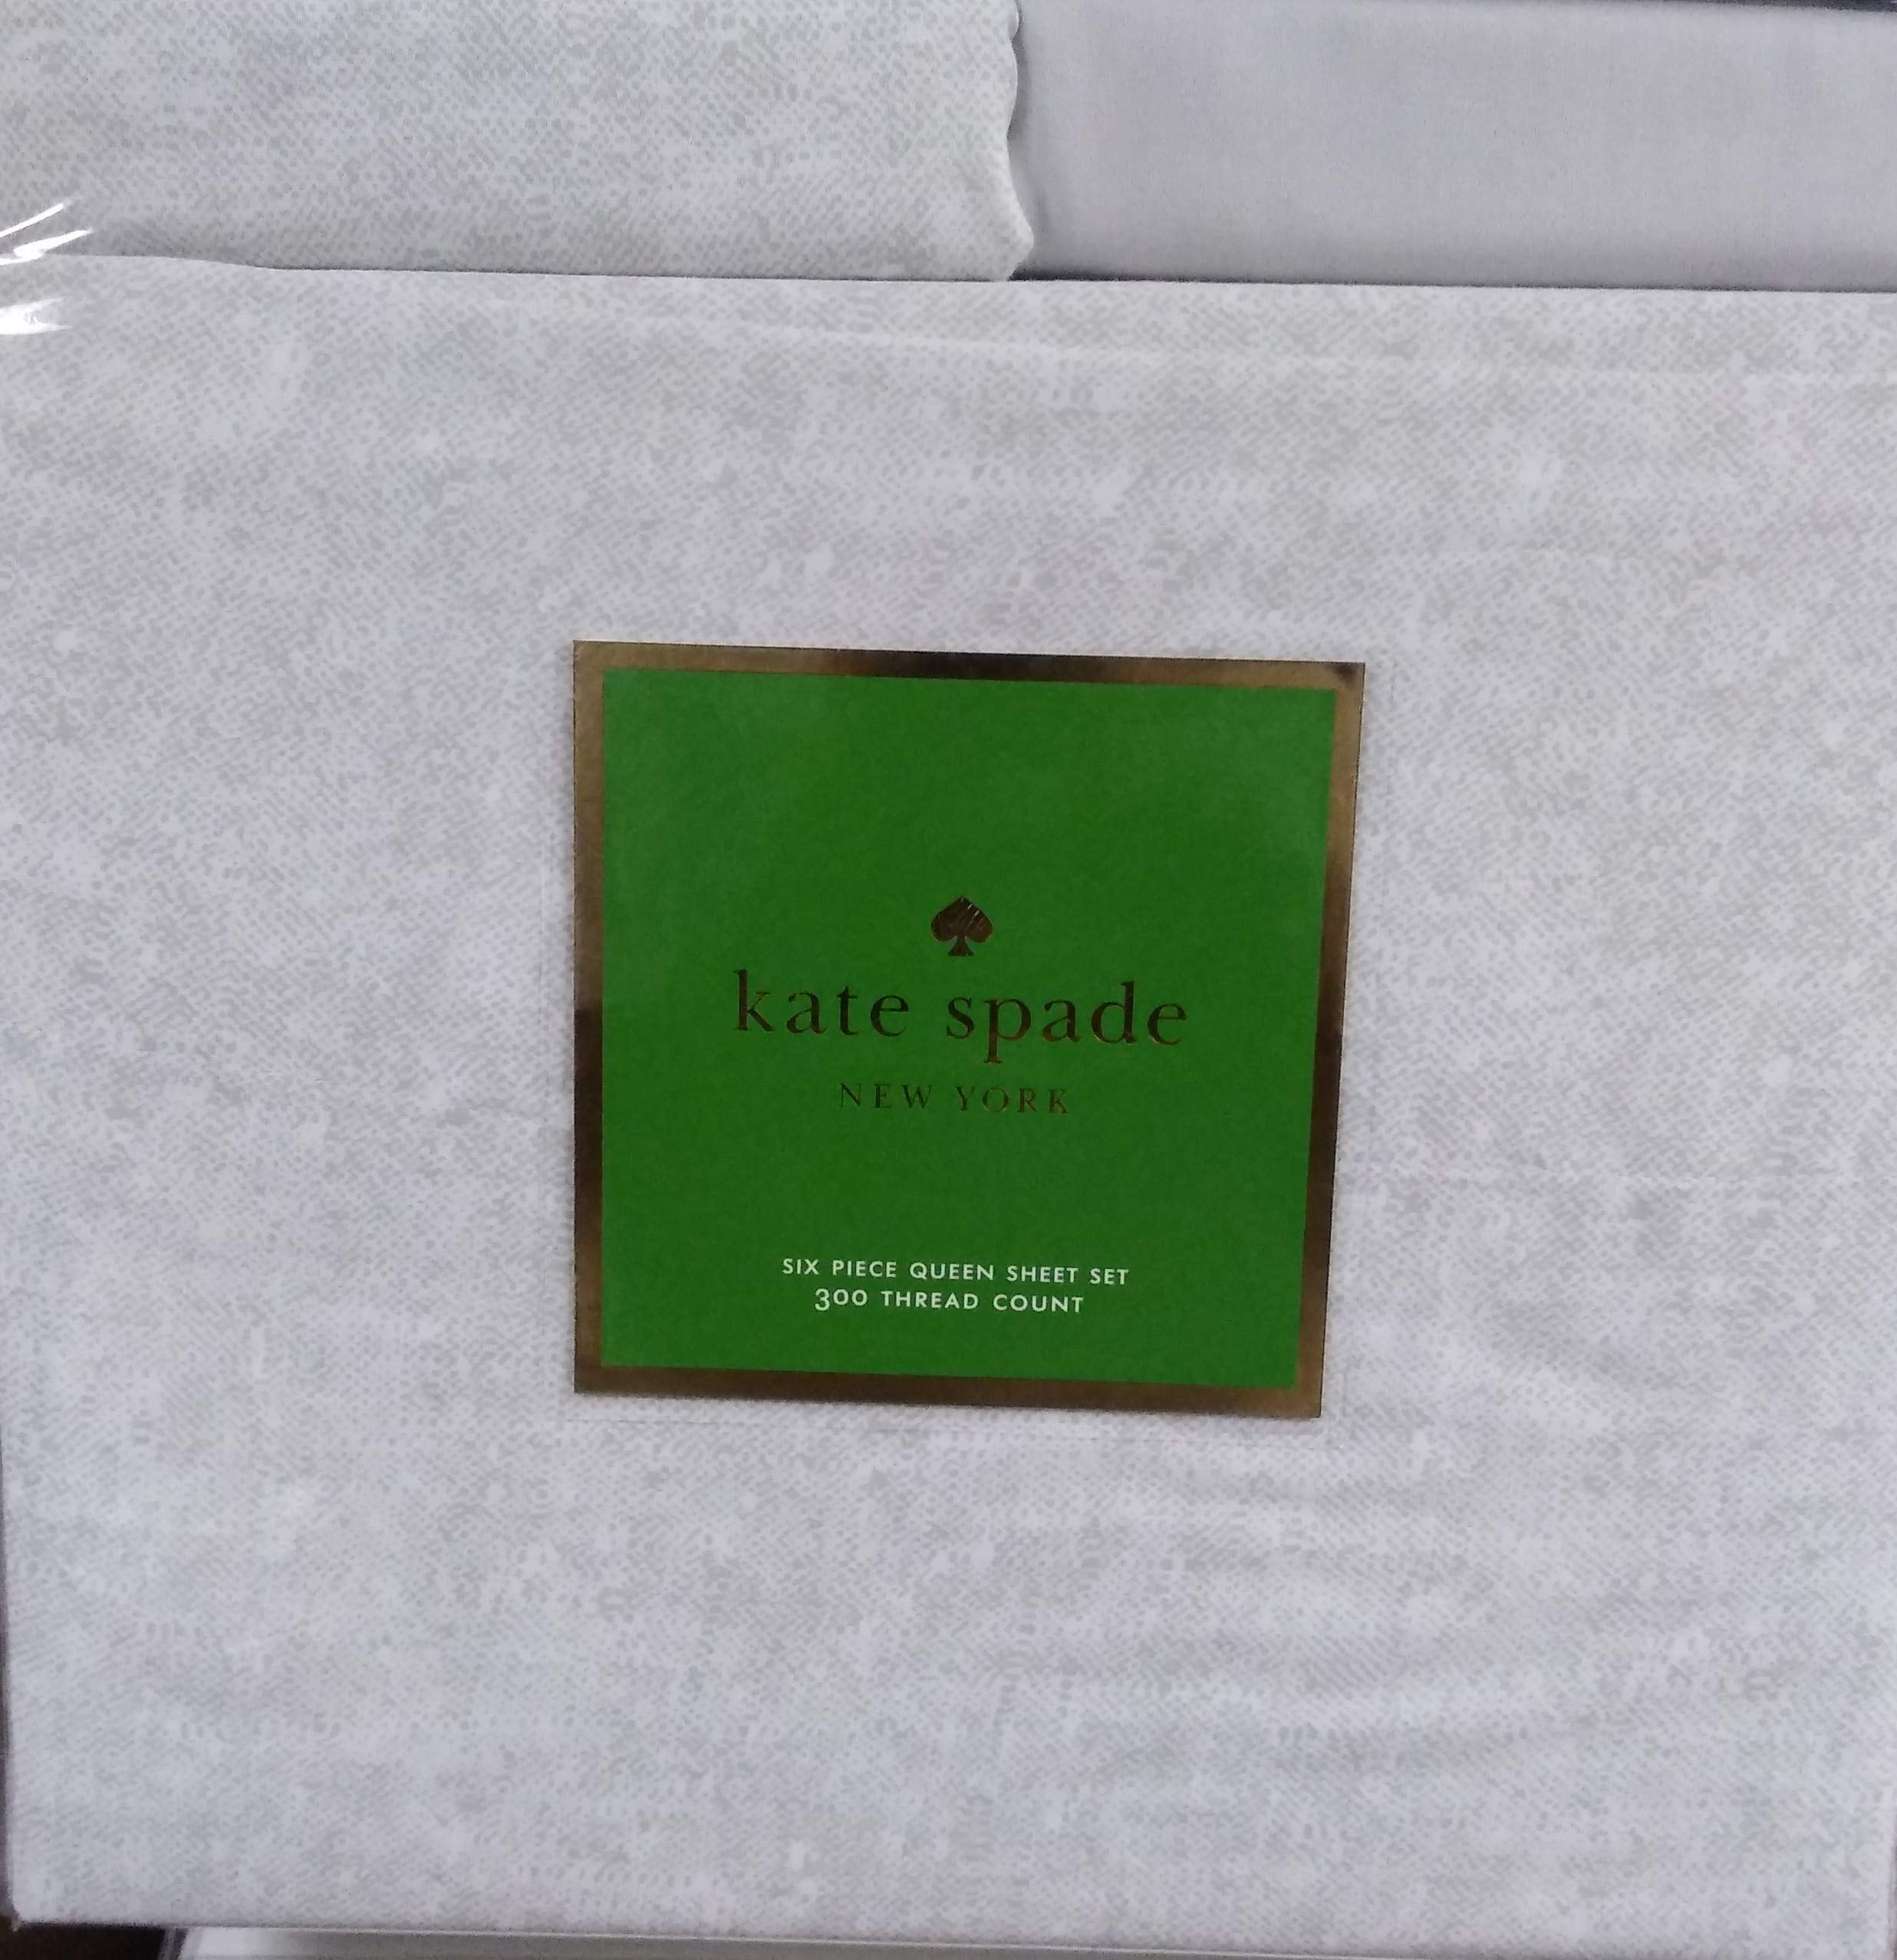 kate spade
NEW YORK
SIX PIECE QUEEN SHEET SET
300 THREAD COUNT